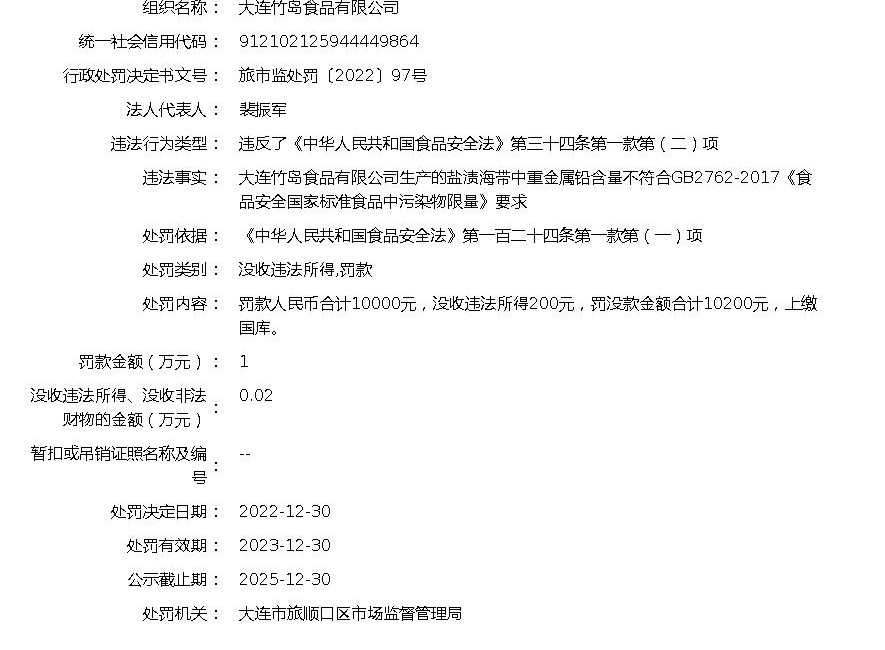 组织名称： 大连竹岛食品有限公司
统一社会信用代码： 912102125944449864
行政处罚决定书文号： 旅市监处罚〔2022〕97号
法人代表人： 裴振军
违法行为类型： 违反了《中华人民共和国食品安全法》第三十四条第一款第（二）项
违法事实： 大连竹岛食品有限公司生产的盐渍海带中重金属铅含量不符合GB2762-2017《食
品安全国家标准食品中污染物限量》要求
处罚依据： 《中华人民共和国食品安全法》第一百二十四条第一款第（一）项
处罚类别： 没收违法所得,罚款
处罚内容： 罚款人民币合计10000元，没收违法所得200元，罚没款金额合计10200元，上缴
国库。
罚款金额（万元）： 1
没收违法所得、没收非法
财物的金额（万元）： 0.02
暂扣或吊销证照名称及编
号： --
处罚决定日期： 2022-12-30
处罚有效期： 2023-12-30
公示截止期： 2025-12-30
处罚机关： 大连市旅顺口区市场监督管理局